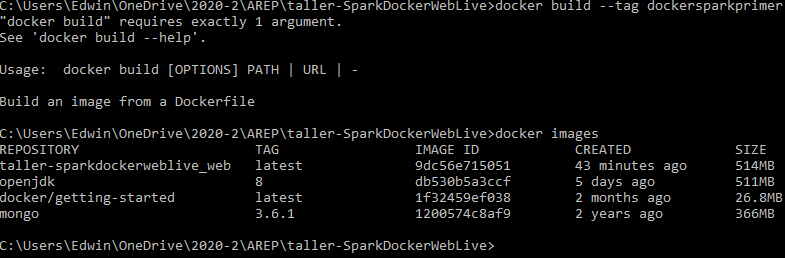 C:\Users\Edwin\OneDrive\2020-2\AREP\taller-SparkDockerWebLive>docker build --tag dockersparkprimer
"docker build" requires exactly 1 argument.
See 'docker build --help'.
Usage:  docker build [OPTIONS] PATH | URL | -
Build an image from a Dockerfile
C:\Users\Edwin\OneDrive\2020-2\AREP\taller-SparkDockerWebLive>docker images
REPOSITORY TAG IMAGE ID CREATED SIZE
taller-sparkdockerweblive_web latest 9dc56e715051 43 minutes ago 514MB
openjdk 8 db530b5a3ccf 5 days ago 511MB
docker/getting-started latest 1f32459ef038 2 months ago 26.8MB
mongo 3.6.1 1200574c8af9 2 years ago 366MB
C:\Users\Edwin\OneDrive\2020-2\AREP\taller-SparkDockerWebLive>